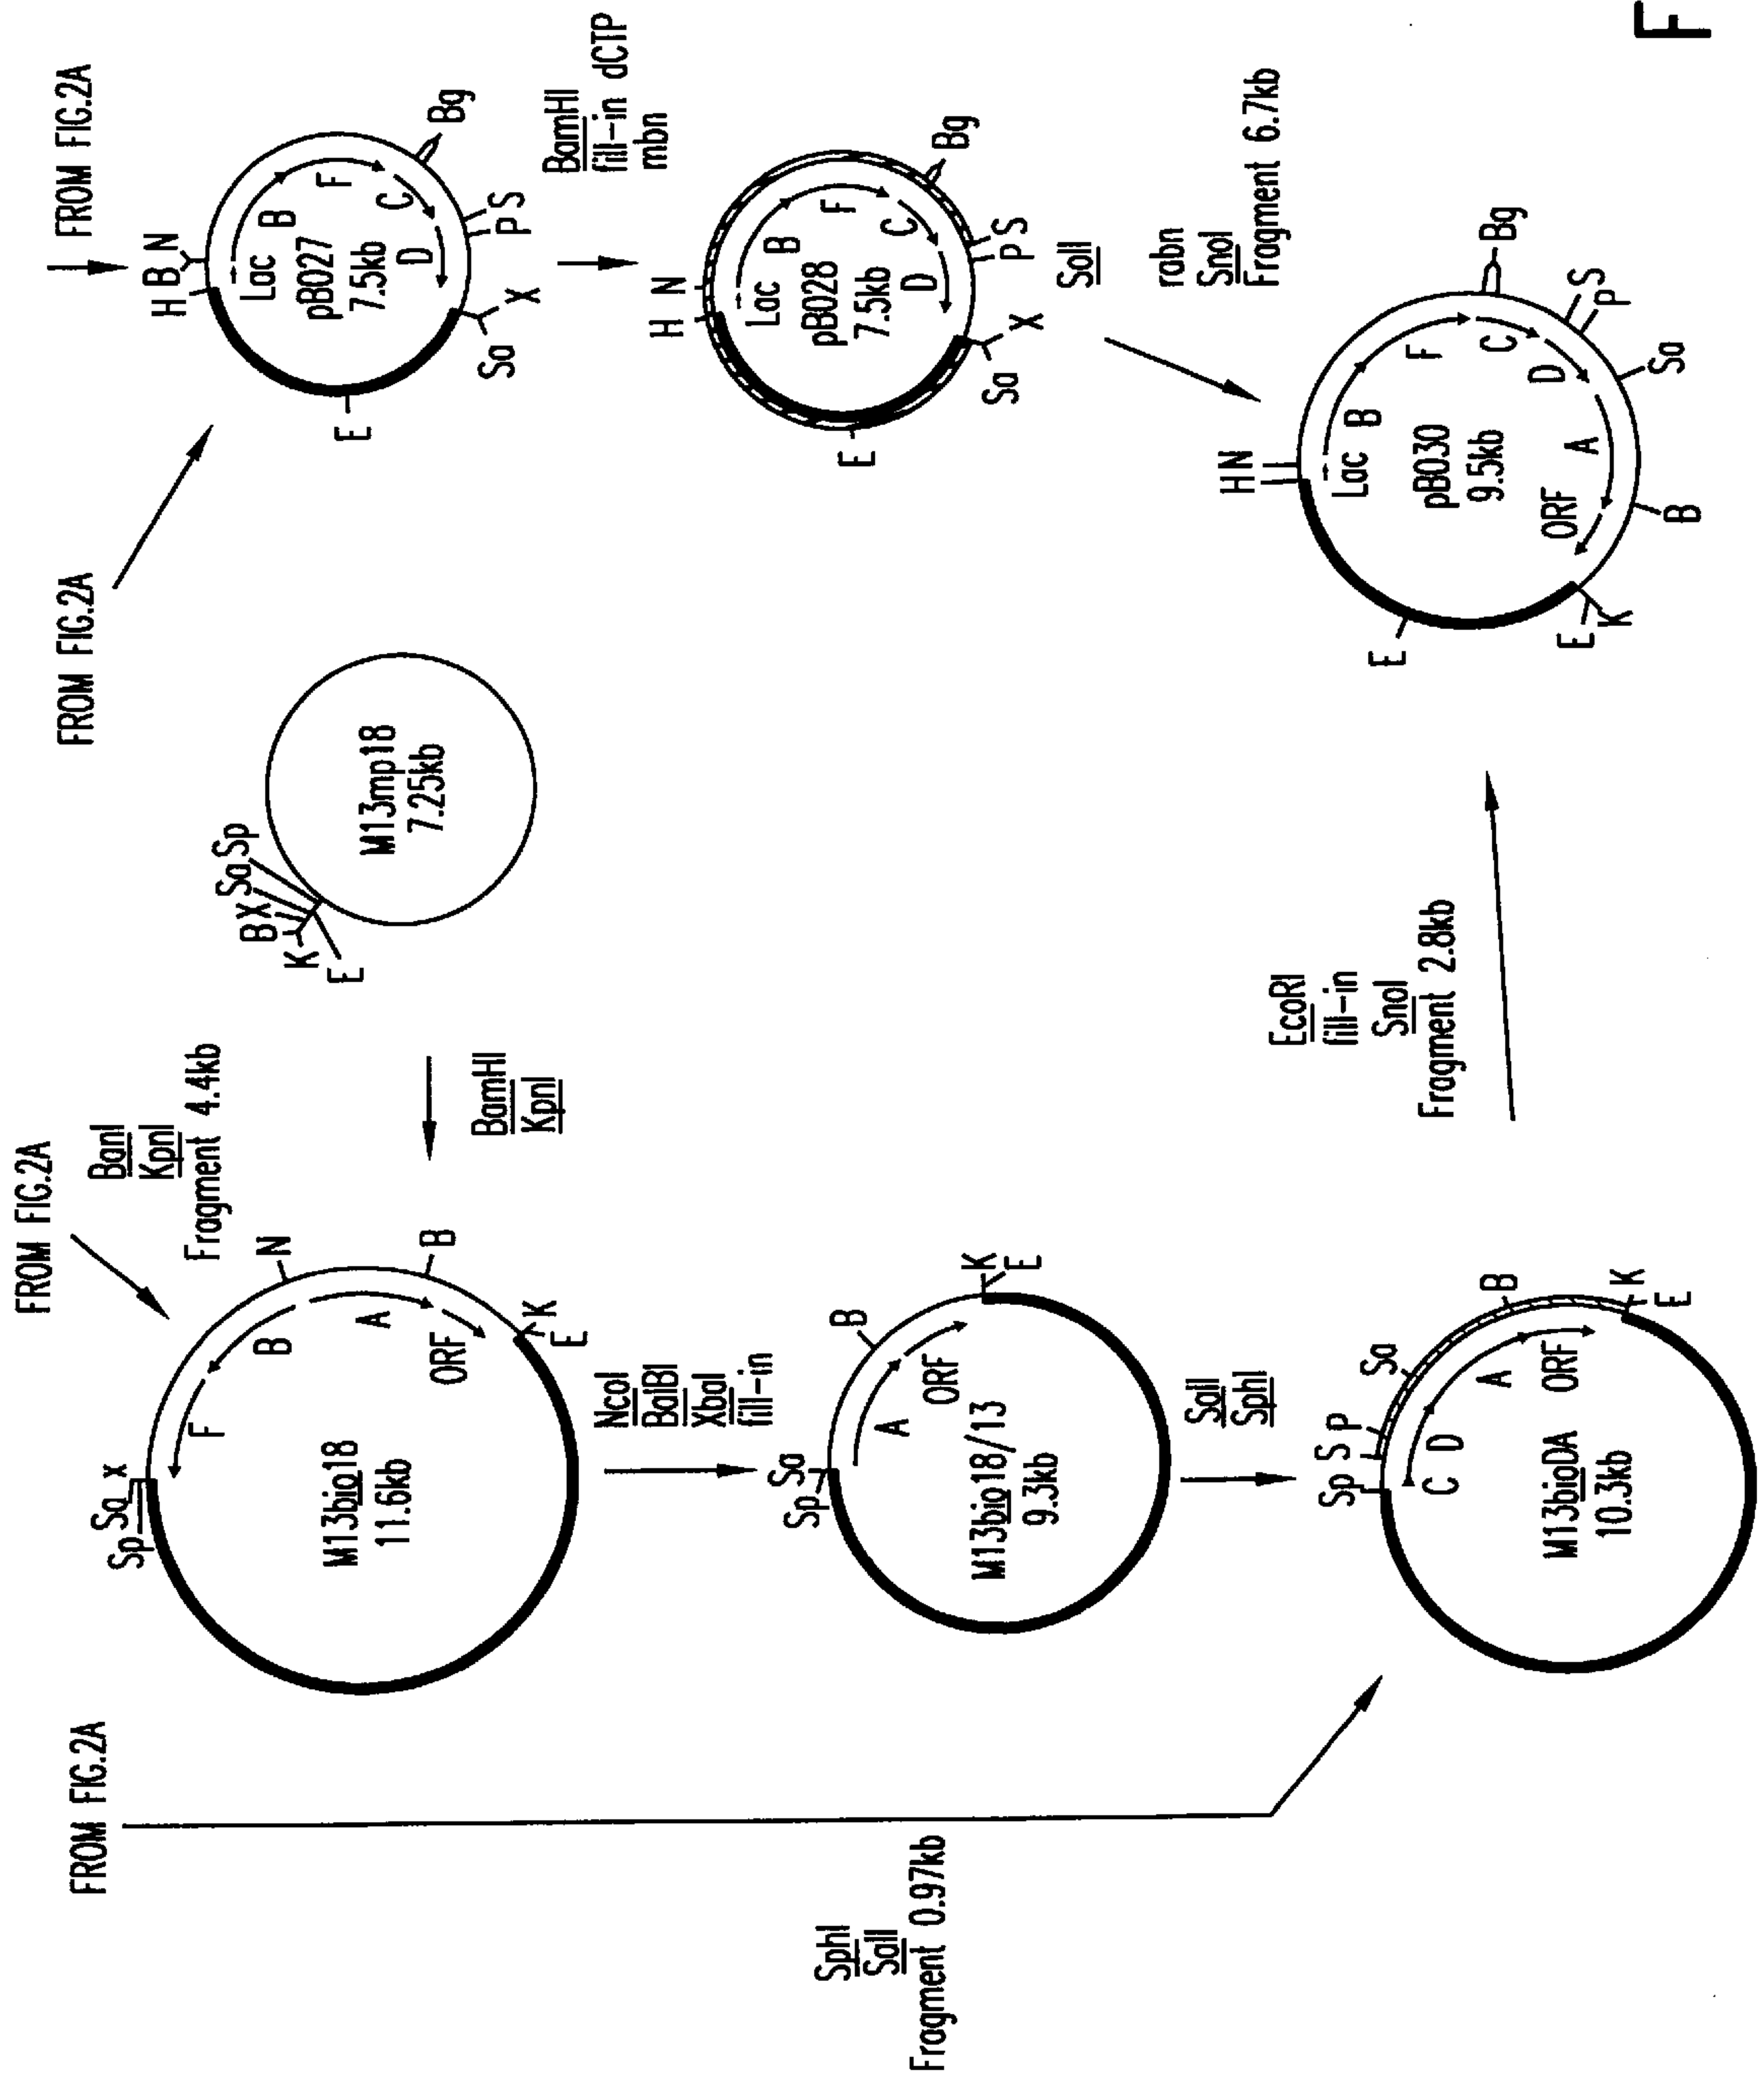 FROM FIG.2A
FROM FIG.2A
FROM FIG.2A
FROM FIG.2A
SphI
SalI
Fragment 0.97kb
BanI
KpnI
Fragment 4.4kb
Sp Sa X
F
B
N
A
B
ORF
K
E
M13bio18
11.6kb
BamHI
KpnI
K B X Sa Sp
E
M13mp18
7.25kb
H B N
Lac B F C D
pBO27
7.5kb
Bg
P S
X
Sa
E
BamHI
fill-in dCTP
mbn
NcoI
BaiBI
XbaI
fill-in
Sp Sa
A
ORF
B
K
E
M13bio18/13
9.3kb
H N
Lac B F C D
pBO28
7.5kb
Bg
P S
X
Sa
E
SalI
rabn
SnaI
Fragment 6.7kb
SalI
SphI
Sp S P
Sa
B
K
E
C D A ORF
M13bioDA
10.3kb
EcoRI
fill-in
SnaI
Fragment 2.8kb
H N
Lac B F C D A ORF
pBO30
9.5kb
Bg
S
P
Sa
B
K
E
E
F